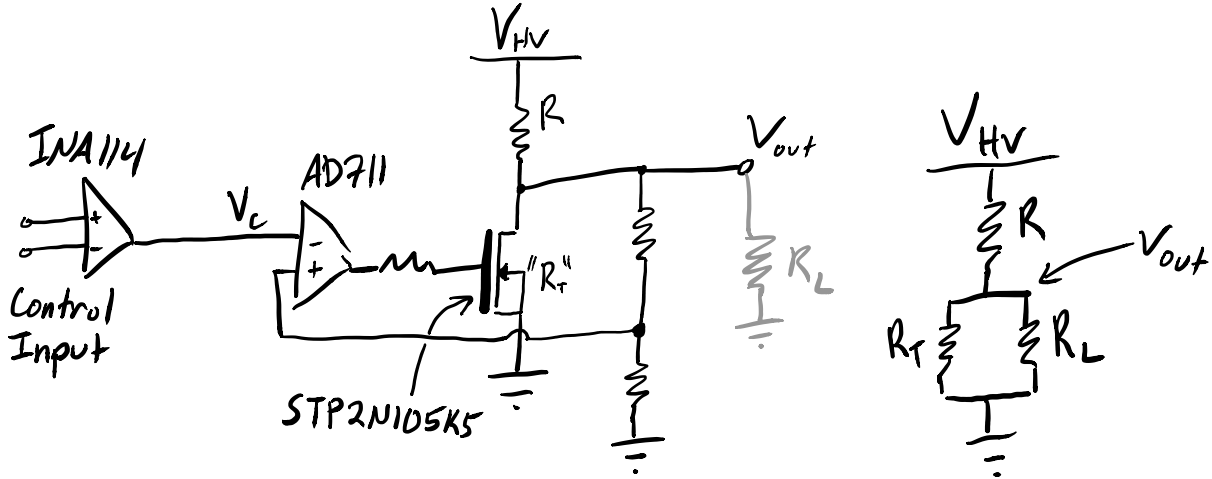 INA114
+
-
Control
Input
Vc
AD711
-
+
VHV
R
"RT"
STP2N105K5
Vout
RL
VHV
R
Vout
RT
RL